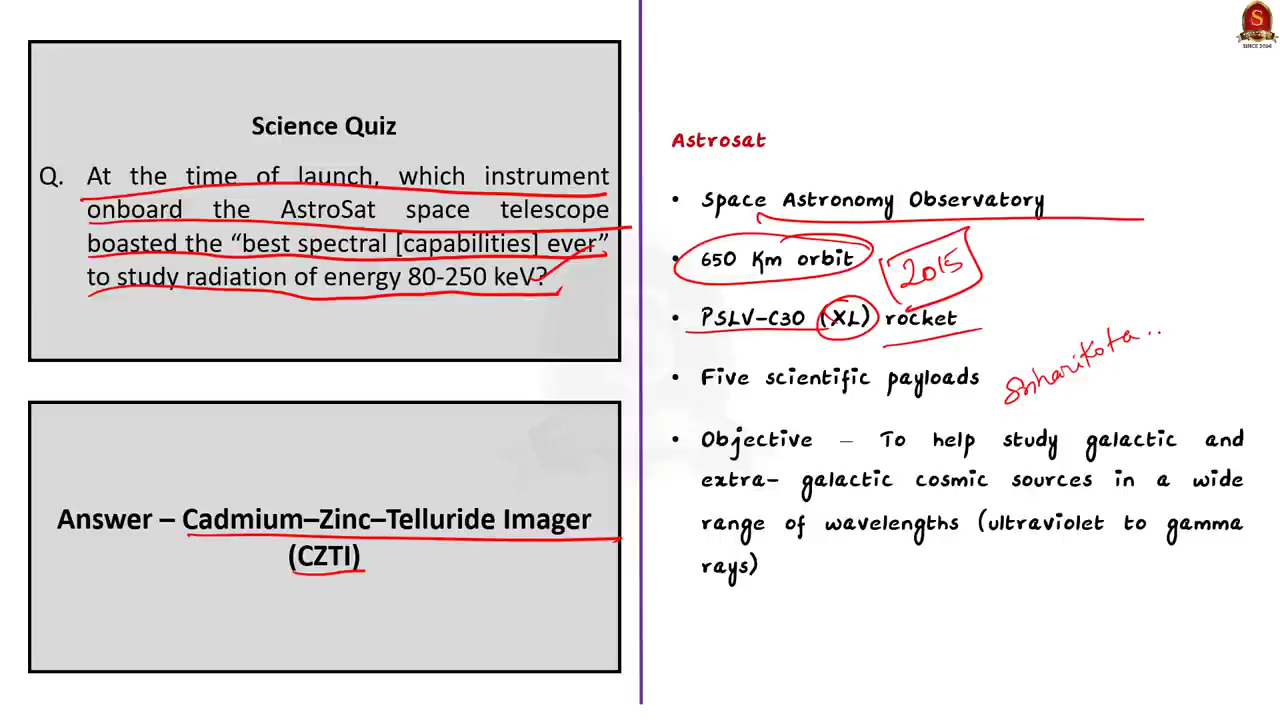 S
SINCE 2004
Science Quiz
Q. At the time of launch, which instrument
onboard the AstroSat space telescope
boasted the “best spectral [capabilities] ever”
to study radiation of energy 80-250 keV?
Answer – Cadmium–Zinc–Telluride Imager
(CZTI)
Astrosat
• Space Astronomy Observatory
• 650 Km orbit
2015
• PSLV-C30 (XL) rocket
Sriharikota..
• Five scientific payloads
• Objective – To help study galactic and
extra- galactic cosmic sources in a wide
range of wavelengths (ultraviolet to gamma
rays)